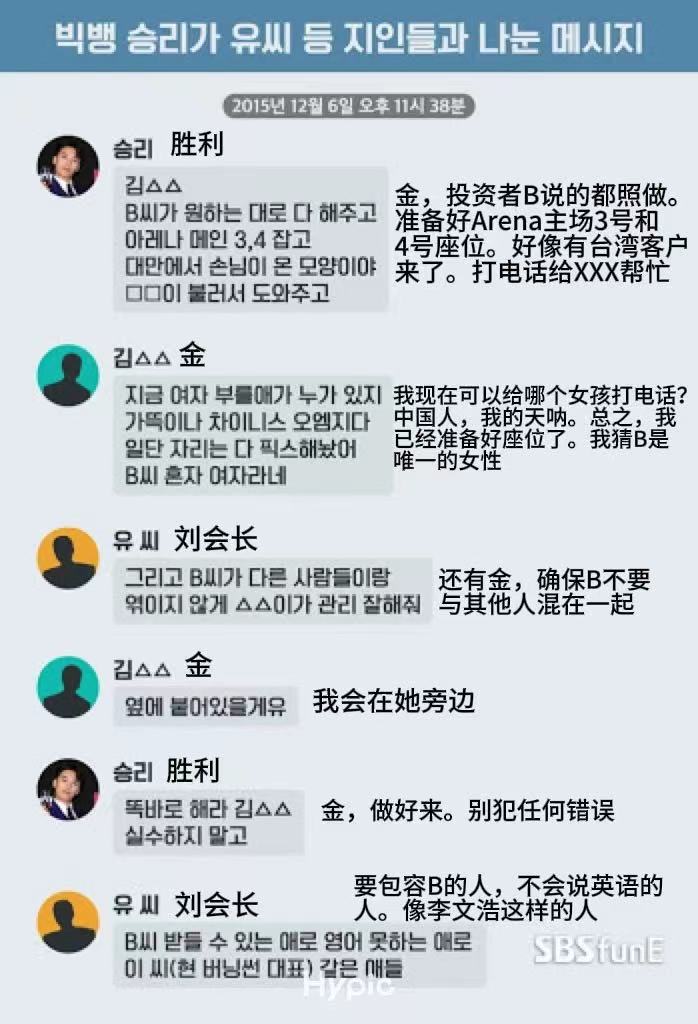 빅뱅 승리가 유씨 등 지인들과 나눈 메시지
2015년 12월 6일 오후 11시 38분
승리 胜利
김△△
B씨가 원하는 대로 다 해주고
아레나 메인 3,4 잡고
대만에서 손님이 온 모양이야
□□이 불러서 도와주고
金，投资者B说的都照做。
准备好Arena主场3号和
4号座位。好像有台湾客户
来了。打电话给XXX帮忙
김△△ 金
지금 여자 부를애가 누가 있지
가뜩이나 차이니스 오엠지다
일단 자리는 다 픽스해놨어
B씨 혼자 여자라네
我现在可以给哪个女孩打电话?
中国人，我的天呐。总之，我
已经准备好座位了。我猜B是
唯一的女性
유 씨 刘会长
그리고 B씨가 다른 사람들이랑
엮이지 않게 △△이가 관리 잘해줘
还有金，确保B不要
与其他人混在一起
김△△ 金
옆에 붙어있을게유
我会在她旁边
승리 胜利
똑바로 해라 김△△
실수하지 말고
金，做好来。别犯任何错误
유 씨 刘会长
B씨 받들 수 있는 애로 영어 못하는 애로
이 씨(현 버닝썬 대표) 같은 애들
要包容B的人，不会说英语的
人。像李文浩这样的人
SBSfunE
Hypic